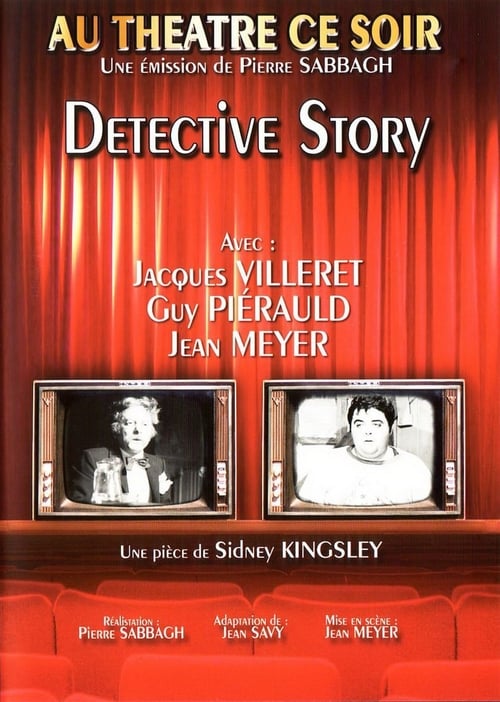 AU THEATRE CE SOIR
UNE ÉMISSION DE PIERRE SABBAGH
DETECTIVE STORY
AVEC :
JACQUES VILLERET
GUY PIÉRAULD
JEAN MEYER
UNE PIÈCE DE SIDNEY KINGSLEY
RÉALISATION : ADAPTATION DE : MISE EN SCÈNE :
PIERRE SABBAGH JEAN SAVY JEAN MEYER